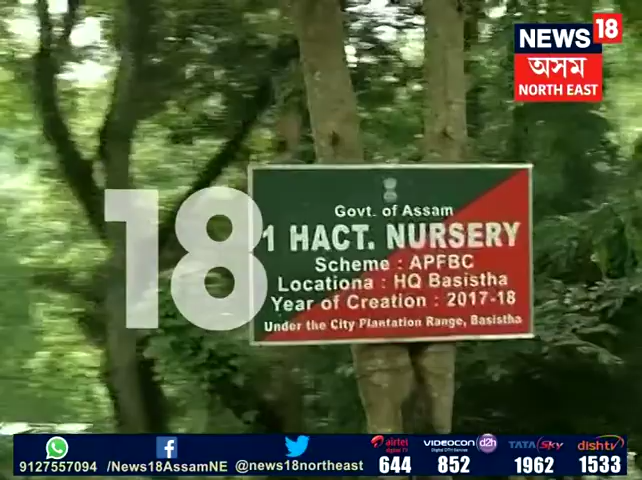 NEWS 18
অসম
NORTH EAST
18
Govt. of Assam
1 HACT. NURSERY
Scheme : APFBC
Locationa : HQ Basistha
Year of Creation : 2017-18
Under the City Plantation Range, Basistha
9127557094 /News18AssamNE @news18northeast
airtel digital TV 644
VIDEOCON d2h 852
TATA Sky 1962
dishtv 1533